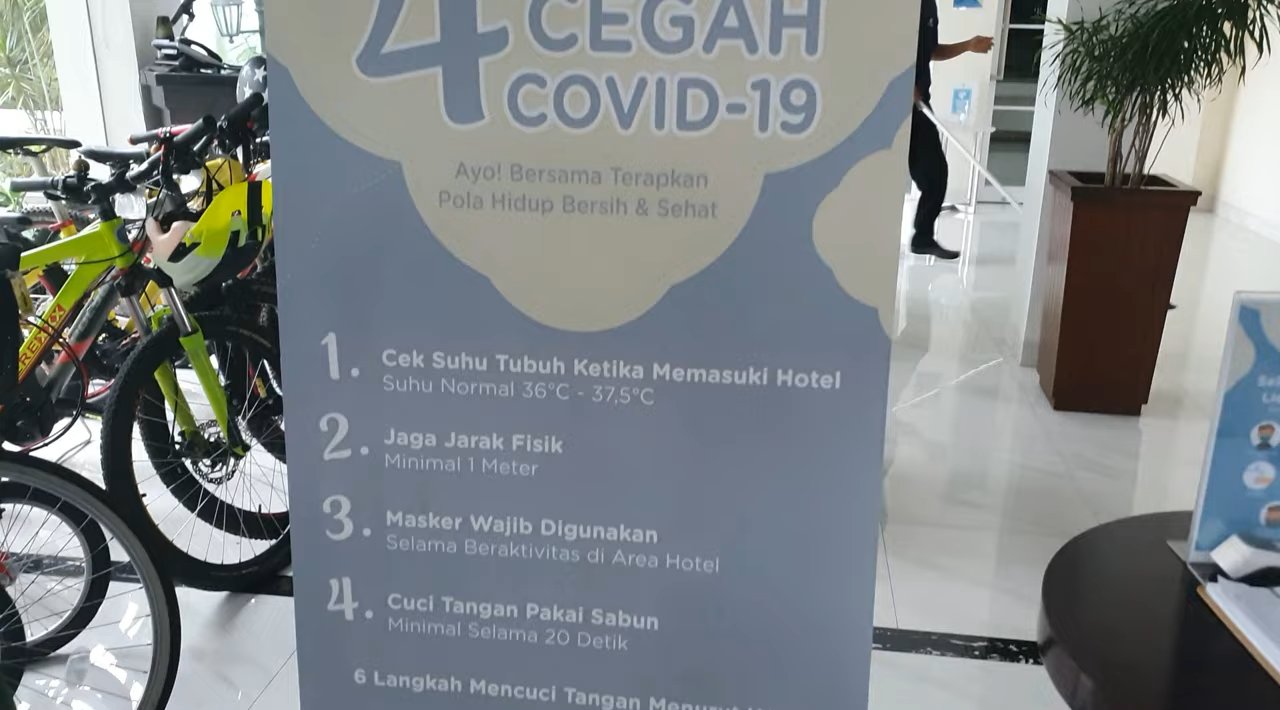 4 CEGAH
COVID-19
Ayo! Bersama Terapkan
Pola Hidup Bersih & Sehat
1. Cek Suhu Tubuh Ketika Memasuki Hotel
Suhu Normal 36°C - 37,5°C
2. Jaga Jarak Fisik
Minimal 1 Meter
3. Masker Wajib Digunakan
Selama Beraktivitas di Area Hotel
4. Cuci Tangan Pakai Sabun
Minimal Selama 20 Detik
6 Langkah Mencuci Tangan Menurut